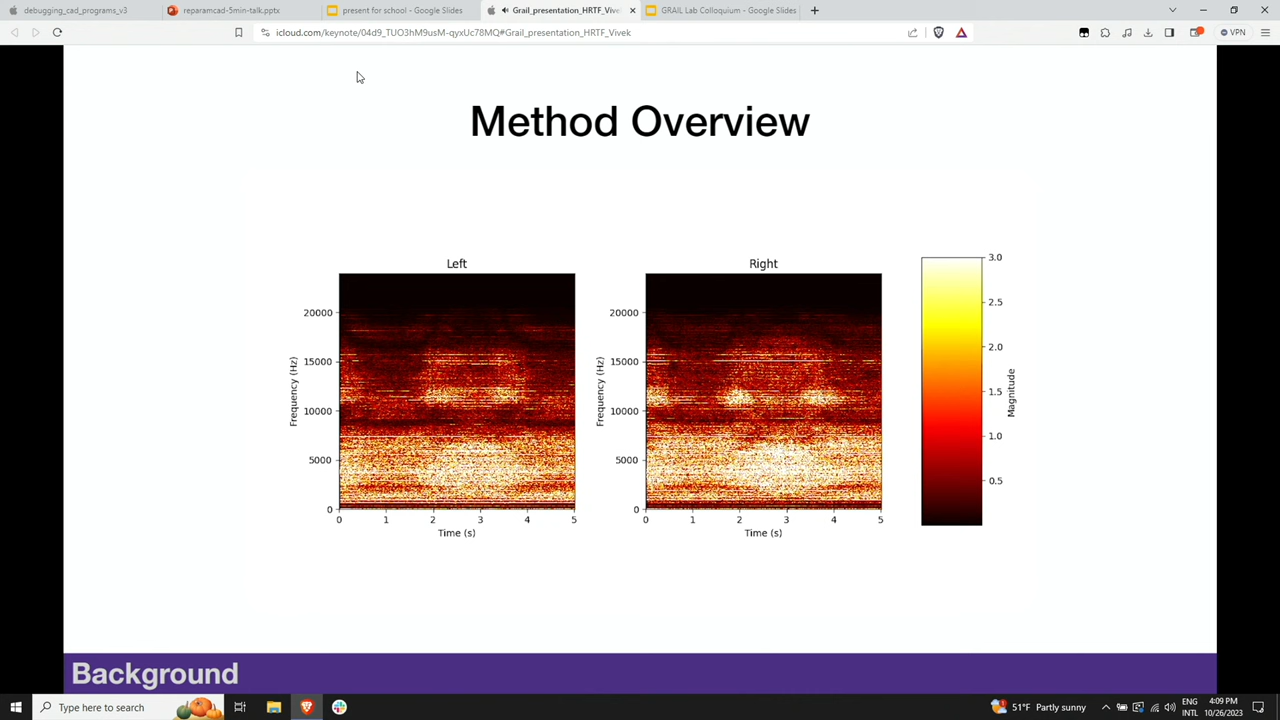 debugging_cad_programs_v3
reparamcad-5min-talk.pptx
present for school - Google Slides
Grail_presentation_HRTF_Vivek
GRAIL Lab Colloquium - Google Slides
icloud.com/keynote/04d9_TUO3hM9usM-qyxUc78MQ#Grail_presentation_HRTF_Vivek
VPN
Method Overview
Left
Frequency (Hz)
20000
15000
10000
5000
0
0 1 2 3 4 5
Time (s)
Right
Frequency (Hz)
20000
15000
10000
5000
0
0 1 2 3 4 5
Time (s)
3.0
2.5
2.0
1.5
1.0
0.5
Magnitude
Background
Type here to search
51°F Partly sunny
ENG
INTL
4:09 PM
10/26/2023